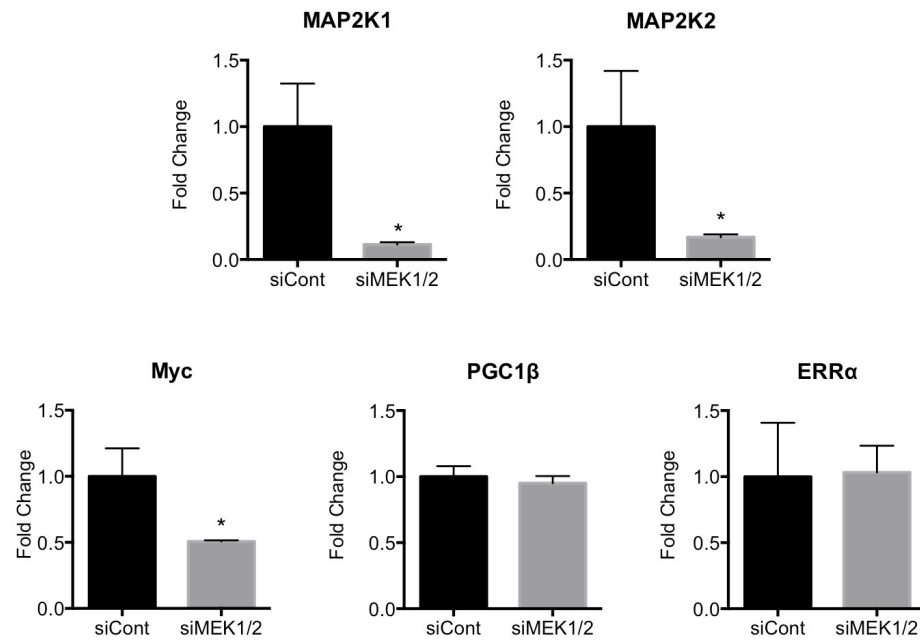 MAP2K1
MAP2K2
Fold Change
1.5
1.0
0.5
0.0
*
siCont
siMEK1/2
Fold Change
1.5
1.0
0.5
0.0
*
siCont
siMEK1/2
Myc
PGC1β
ERRα
Fold Change
1.5
1.0
0.5
0.0
*
siCont
siMEK1/2
Fold Change
1.5
1.0
0.5
0.0
siCont
siMEK1/2
Fold Change
1.5
1.0
0.5
0.0
siCont
siMEK1/2